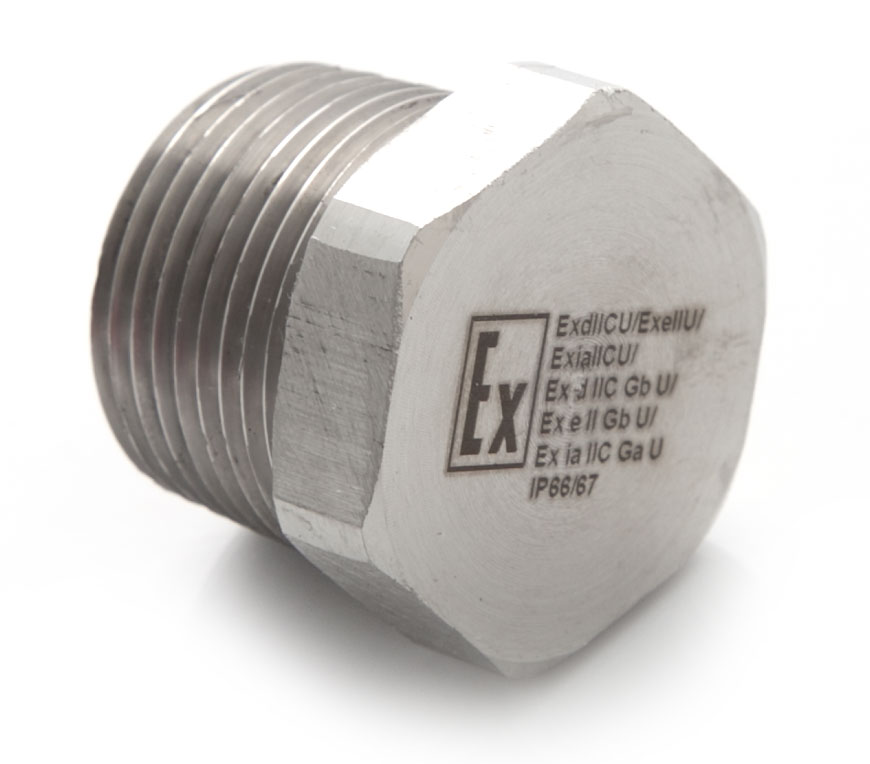 Ex
ExdIICU/ExeIIU/
ExiaIICU/
Ex d IIC Gb U/
Ex e II Gb U/
Ex ia IIC Ga U
IP66/67